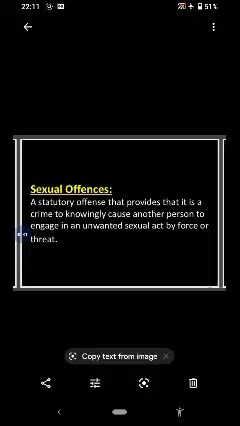 22:11
51%
Sexual Offences:
A statutory offense that provides that it is a
crime to knowingly cause another person to
engage in an unwanted sexual act by force or
threat.
Copy text from image